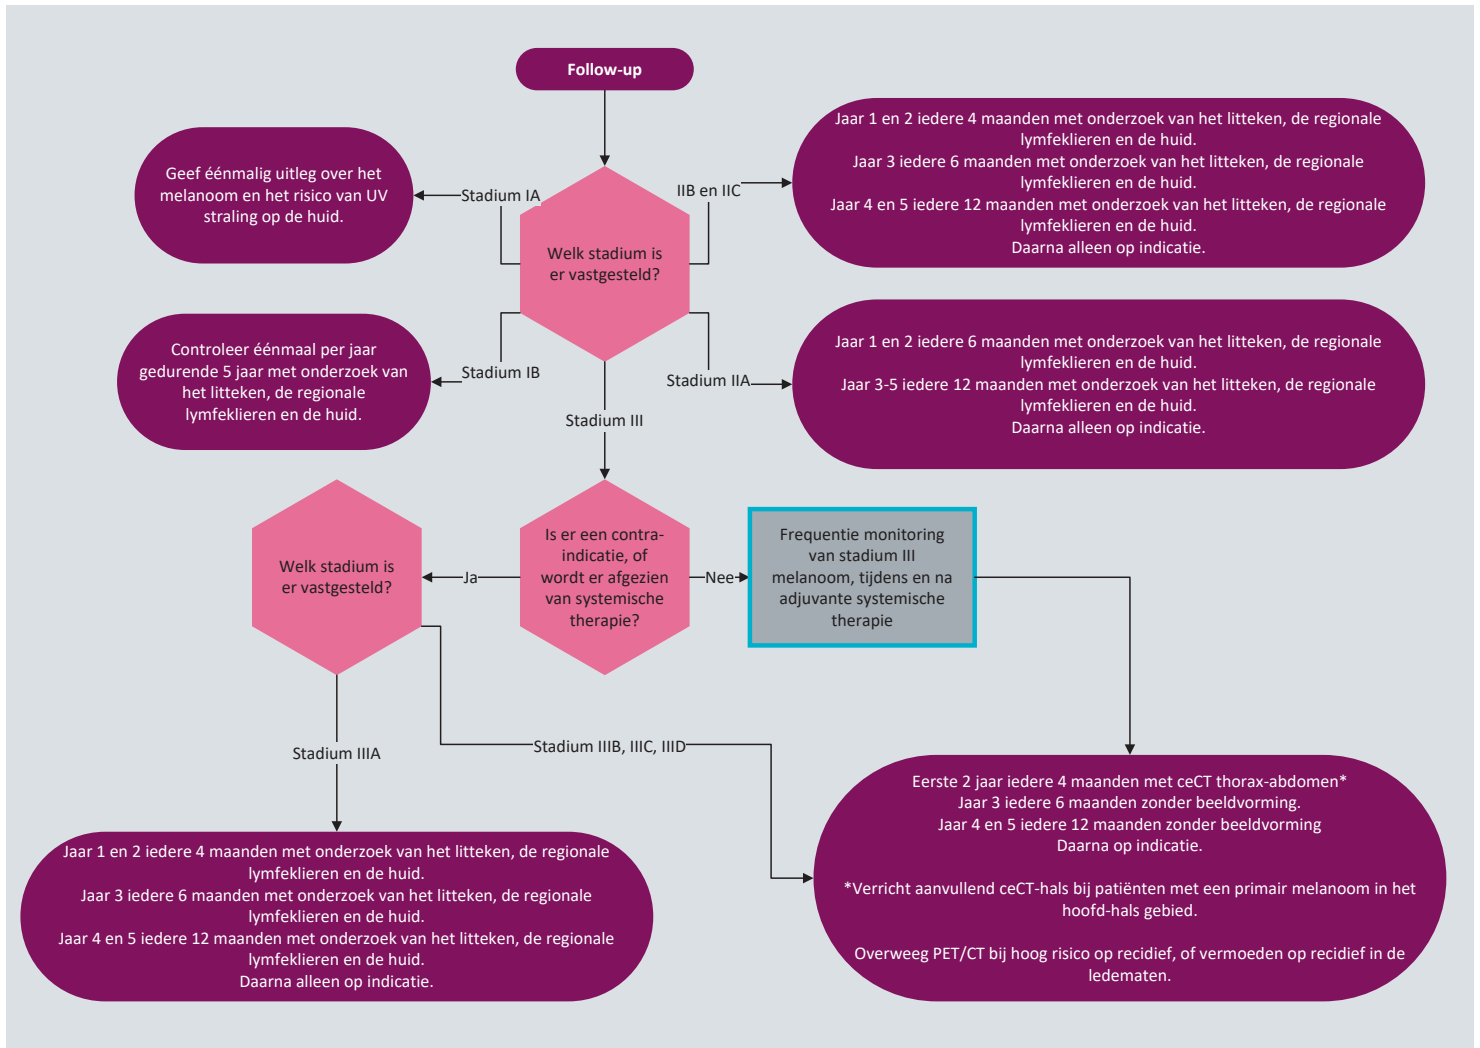 Follow-up
Geef éénmalig uitleg over het
melanoom en het risico van UV
straling op de huid.
Stadium IA
IIB en IIC
Jaar 1 en 2 iedere 4 maanden met onderzoek van het litteken, de regionale
lymfeklieren en de huid.
Jaar 3 iedere 6 maanden met onderzoek van het litteken, de regionale
lymfeklieren en de huid.
Jaar 4 en 5 iedere 12 maanden met onderzoek van het litteken, de regionale
lymfeklieren en de huid.
Daarna alleen op indicatie.
Welk stadium is
er vastgesteld?
Controleer éénmaal per jaar
gedurende 5 jaar met onderzoek van
het litteken, de regionale
lymfeklieren en de huid.
Stadium IB
Stadium IIA
Jaar 1 en 2 iedere 6 maanden met onderzoek van het litteken, de regionale
lymfeklieren en de huid.
Jaar 3-5 iedere 12 maanden met onderzoek van het litteken, de regionale
lymfeklieren en de huid.
Daarna alleen op indicatie.
Stadium III
Welk stadium is
er vastgesteld?
Ja
Is er een contra-
indicatie, of
wordt er afgezien
van systemische
therapie?
Nee
Frequentie monitoring
van stadium III
melanoom, tijdens en na
adjuvante systemische
therapie
Stadium IIIA
Stadium IIIB, IIIC, IIID
Jaar 1 en 2 iedere 4 maanden met onderzoek van het litteken, de regionale
lymfeklieren en de huid.
Jaar 3 iedere 6 maanden met onderzoek van het litteken, de regionale
lymfeklieren en de huid.
Jaar 4 en 5 iedere 12 maanden met onderzoek van het litteken, de regionale
lymfeklieren en de huid.
Daarna alleen op indicatie.
Eerste 2 jaar iedere 4 maanden met ceCT thorax-abdomen*
Jaar 3 iedere 6 maanden zonder beeldvorming.
Jaar 4 en 5 iedere 12 maanden zonder beeldvorming
Daarna op indicatie.
*Verricht aanvullend ceCT-hals bij patiënten met een primair melanoom in het
hoofd-hals gebied.
Overweeg PET/CT bij hoog risico op recidief, of vermoeden op recidief in de
ledematen.